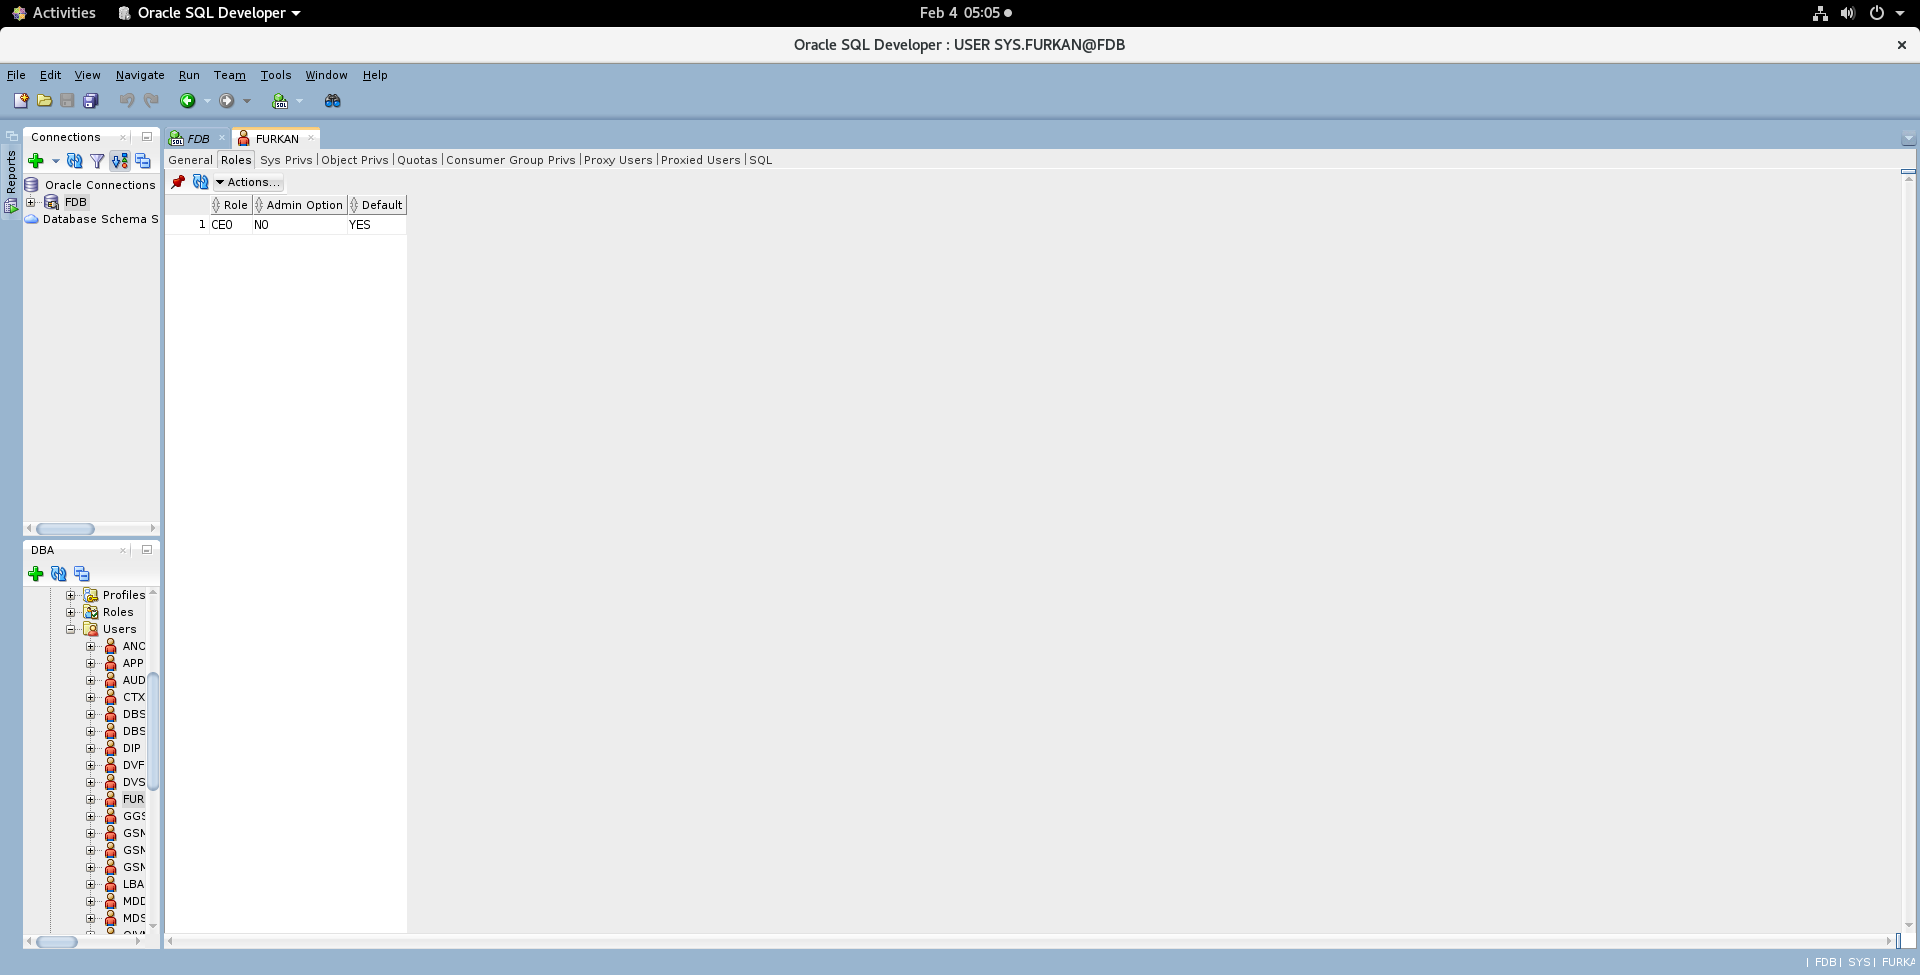 Activities Oracle SQL Developer Feb 4 05:05
Oracle SQL Developer : USER SYS.FURKAN@FDB
File Edit View Navigate Run Team Tools Window Help
Reports
Connections
Oracle Connections
FDB
Database Schema S
FDB FURKAN
General Roles Sys Privs Object Privs Quotas Consumer Group Privs Proxy Users Proxied Users SQL
Actions...
Role Admin Option Default
1 CEO NO YES
DBA
Profiles
Roles
Users
ANO
APP
AUD
CTX
DBS
DBS
DIP
DVF
DVS
FUR
GGS
GSM
GSM
GSM
LBA
MDD
MDS
FDB SYS FURKA